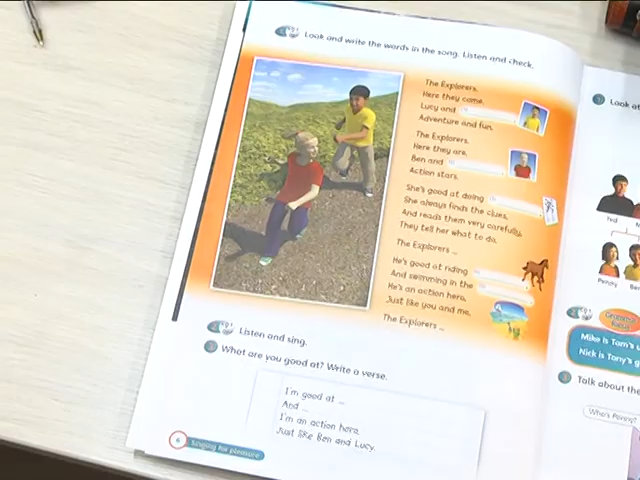 Look and write the words in the song. Listen and check.
The Explorers,
Here they come,
Lucy and
Adventure and fun.
The Explorers,
Here they are,
Ben and
Action stars.
She's good at doing
She always finds the clues,
And reads them very carefully,
They tell her what to do.
The Explorers ...
He's good at riding
And swimming in the
He's an action hero,
Just like you and me,
The Explorers ...
Listen and sing.
What are you good at? Write a verse.
I'm good at ...
And ...
I'm an action hero,
Just like Ben and Lucy.
6 Singing for pleasure
1 Look at
Ted
Penny
Grammar
focus
Mike is Tom's
Nick is Tony's
Talk about the
Who's Penny?